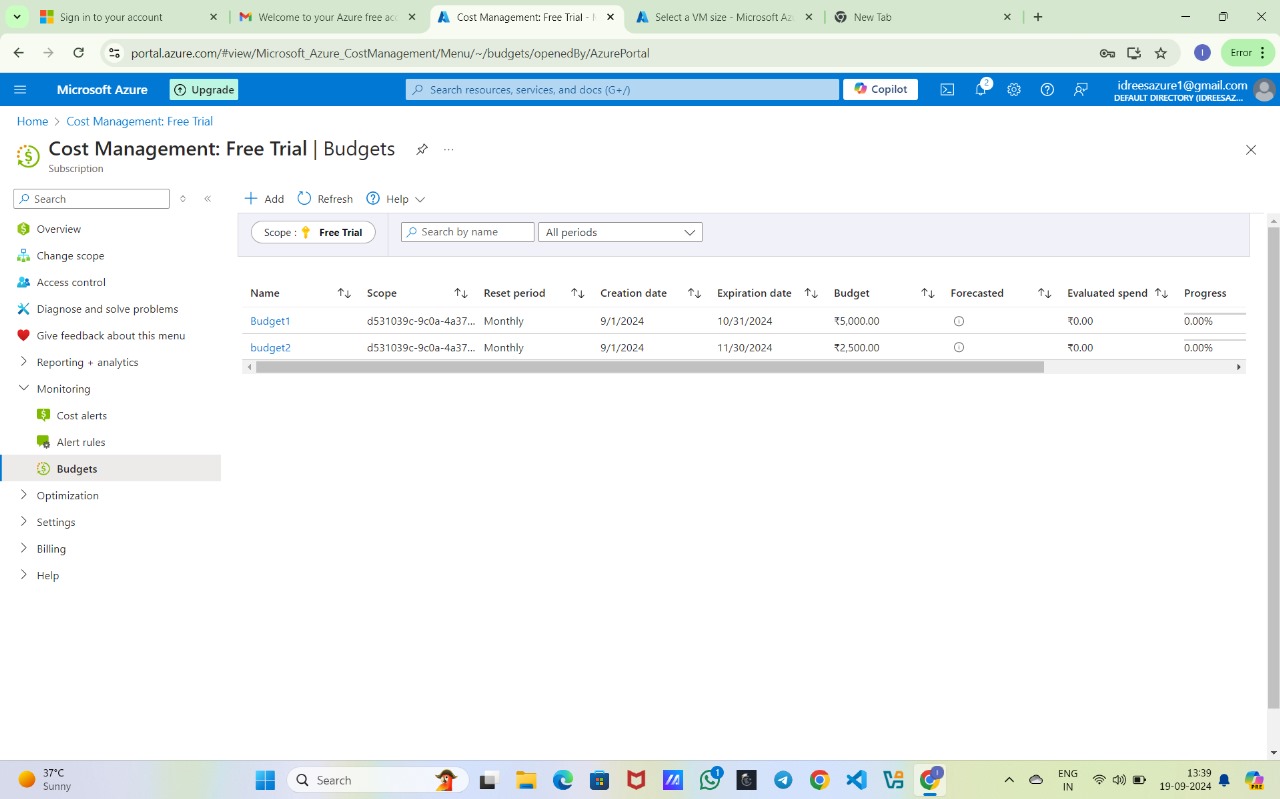 Sign in to your account
Welcome to your Azure free acc
Cost Management: Free Trial - M
Select a VM size - Microsoft Az
New Tab
portal.azure.com/#view/Microsoft_Azure_CostManagement/Menu/~/budgets/openedBy/AzurePortal
I
Error
Microsoft Azure
Upgrade
Search resources, services, and docs (G+/)
Copilot
2
idreesazure1@gmail.com
DEFAULT DIRECTORY (IDREESAZ...
Home > Cost Management: Free Trial
Cost Management: Free Trial | Budgets
...
Subscription
Search
Add
Refresh
Help
Overview
Change scope
Access control
Diagnose and solve problems
Give feedback about this menu
Reporting + analytics
Monitoring
Cost alerts
Alert rules
Budgets
Optimization
Settings
Billing
Help
Scope : Free Trial
Search by name
All periods
Name Scope Reset period Creation date Expiration date Budget Forecasted Evaluated spend Progress
Budget1 d531039c-9c0a-4a37... Monthly 9/1/2024 10/31/2024 ₹5,000.00 ₹0.00 0.00%
budget2 d531039c-9c0a-4a37... Monthly 9/1/2024 11/30/2024 ₹2,500.00 ₹0.00 0.00%
37°C
Sunny
Search
1
ENG
IN
13:39
19-09-2024
PRE